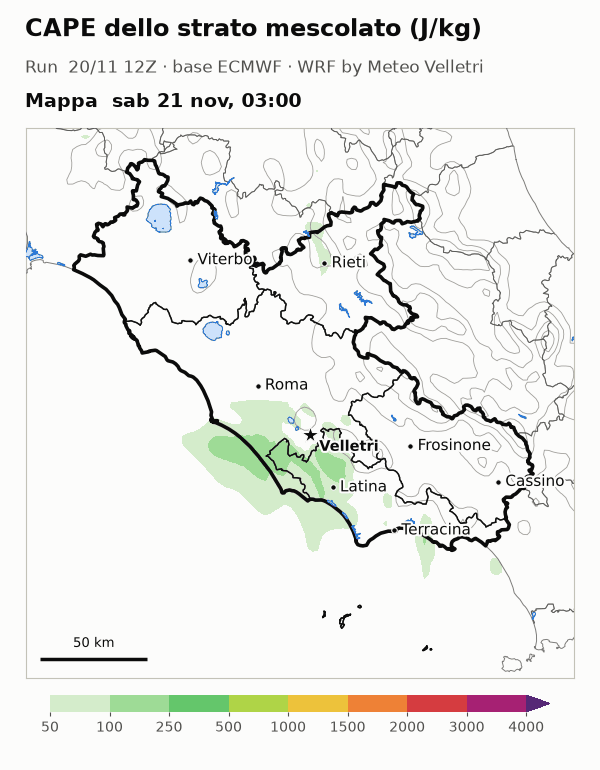 CAPE dello strato mescolato (J/kg)
Run  20/11 12Z · base ECMWF · WRF by Meteo Velletri
Mappa  sab 21 nov, 03:00
Viterbo
Rieti
Roma
Velletri
Frosinone
Cassino
Latina
Terracina
50 km
50 100 250 500 1000 1500 2000 3000 4000